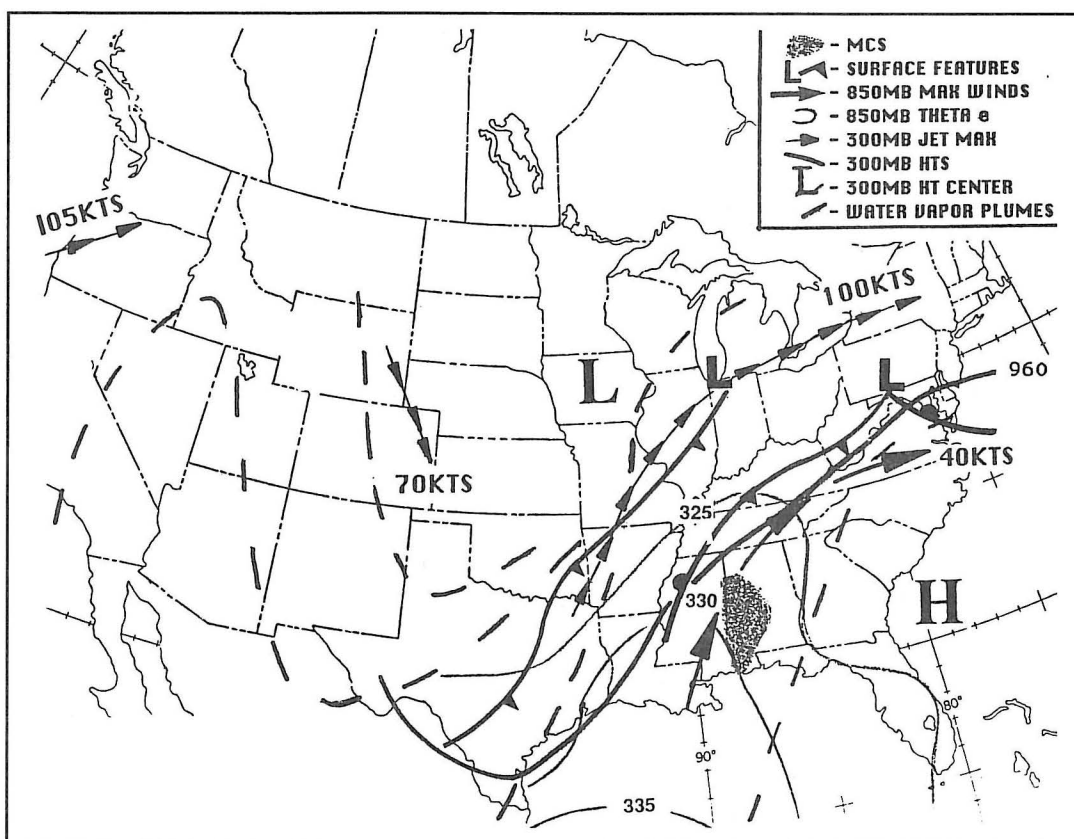 - MCS
L - SURFACE FEATURES
- 850MB MAX WINDS
- 850MB THETA e
- 300MB JET MAX
- 300MB HTS
L - 300MB HT CENTER
- WATER VAPOR PLUMES
105KTS
100KTS
L
L
L
960
70KTS
40KTS
325
330
H
90°
80°
335